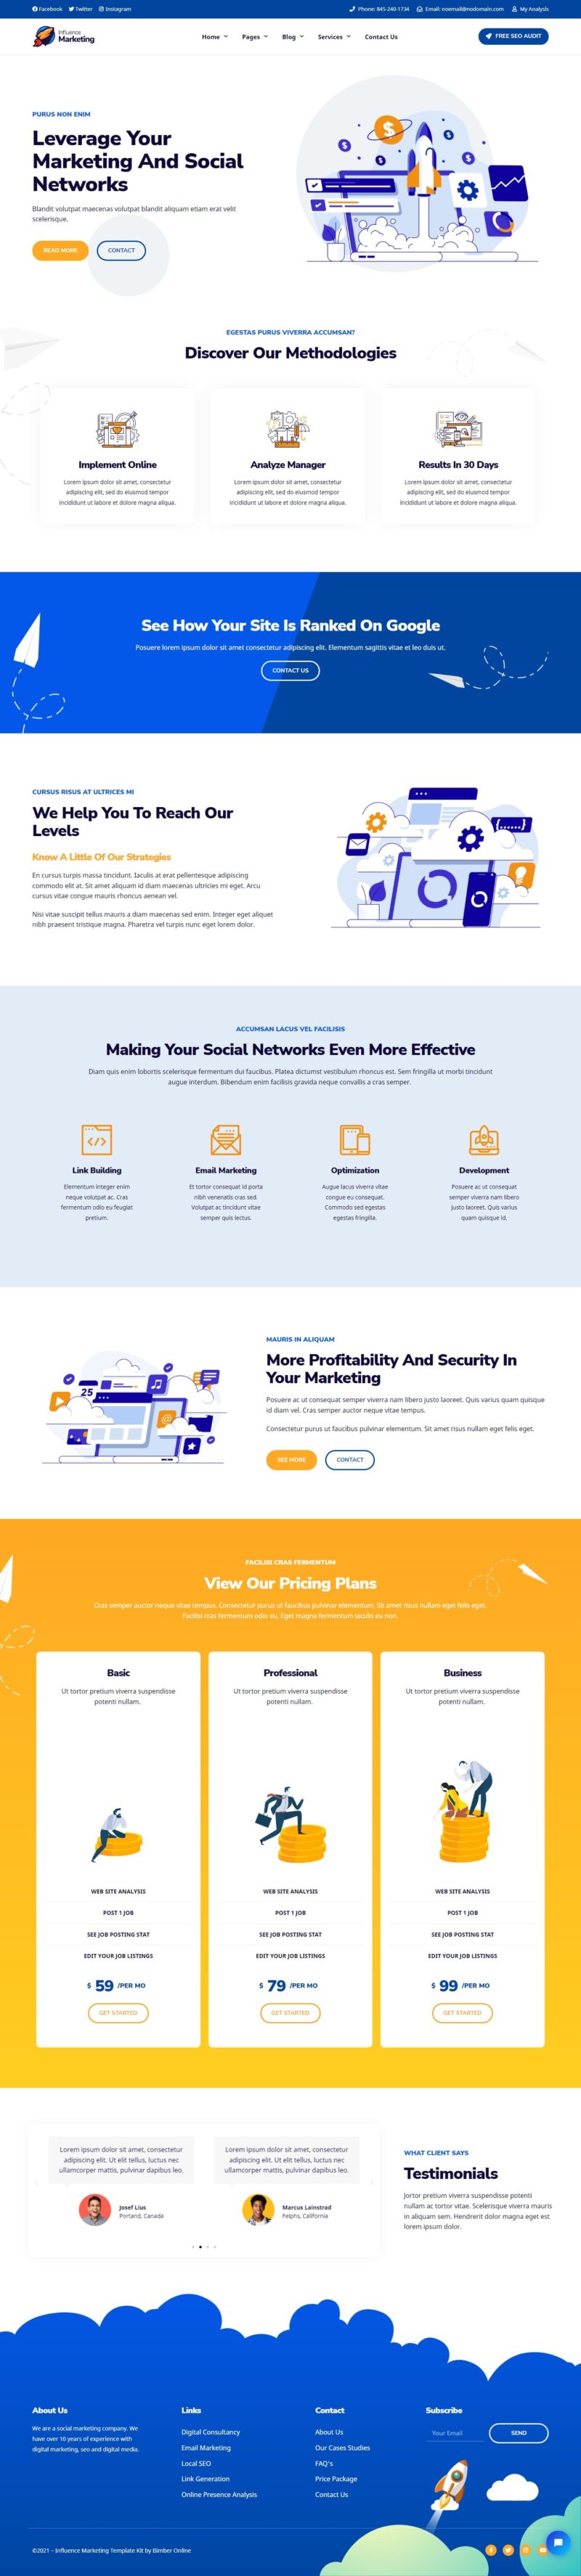 Facebook Twitter Instagram Phone: 845-240-1734 Email: noemail@nodomain.com My Analysis
Influence
Marketing
Home Pages Blog Services Contact Us
FREE SEO AUDIT
PURUS NON ENIM
Leverage Your
Marketing And Social
Networks
Blandit volutpat maecenas volutpat blandit aliquam etiam erat velit
scelerisque.
READ MORE
CONTACT
EGESTAS PURUS VIVERRA ACCUMSAN?
Discover Our Methodologies
Implement Online
Lorem ipsum dolor sit amet, consectetur
adipiscing elit, sed do eiusmod tempor
incididunt ut labore et dolore magna aliqua.
Analyze Manager
Lorem ipsum dolor sit amet, consectetur
adipiscing elit, sed do eiusmod tempor
incididunt ut labore et dolore magna aliqua.
Results In 30 Days
Lorem ipsum dolor sit amet, consectetur
adipiscing elit, sed do eiusmod tempor
incididunt ut labore et dolore magna aliqua.
See How Your Site Is Ranked On Google
Posuere lorem ipsum dolor sit amet consectetur adipiscing elit. Elementum sagittis vitae et leo duis ut.
CONTACT US
CURSUS RISUS AT ULTRICES MI
We Help You To Reach Our
Levels
Know A Little Of Our Strategies
En cursus turpis massa tincidunt. Iaculis at erat pellentesque adipiscing
commodo elit at. Sit amet aliquam id diam maecenas ultricies mi eget. Arcu
cursus vitae congue mauris rhoncus aenean vel.
Nisi vitae suscipit tellus mauris a diam maecenas sed enim. Integer eget aliquet
nibh praesent tristique magna. Pharetra vel turpis nunc eget lorem dolor.
ACCUMSAN LACUS VEL FACILISIS
Making Your Social Networks Even More Effective
Diam quis enim lobortis scelerisque fermentum dui faucibus. Platea dictumst vestibulum rhoncus est. Sem fringilla ut morbi tincidunt
augue interdum. Bibendum enim facilisis gravida neque convallis a cras semper.
Link Building
Elementum integer enim
neque volutpat ac. Cras
fermentum odio eu feugiat
pretium.
Email Marketing
Et tortor consequat id porta
nibh venenatis cras sed.
Volutpat ac tincidunt vitae
semper quis lectus.
Optimization
Augue lacus viverra vitae
congue eu consequat.
Commodo sed egestas
egestas fringilla.
Development
Posuere ac ut consequat
semper viverra nam libero
justo laoreet. Quis varius
quam quisque id.
25
MAURIS IN ALIQUAM
More Profitability And Security In
Your Marketing
Posuere ac ut consequat semper viverra nam libero justo laoreet. Quis varius quam quisque
id diam vel. Cras semper auctor neque vitae tempus.
Consectetur purus ut faucibus pulvinar elementum. Sit amet risus nullam eget felis eget.
SEE MORE
CONTACT
FACILISI CRAS FERMENTUM
View Our Pricing Plans
Cras semper auctor neque vitae tempus. Consectetur purus ut faucibus pulvinar elementum. Sit amet risus nullam eget felis eget.
Facilisi cras fermentum odio eu. Eget magna fermentum iaculis eu non.
Basic
Ut tortor pretium viverra suspendisse
potenti nullam.
WEB SITE ANALYSIS
POST 1 JOB
SEE JOB POSTING STAT
EDIT YOUR JOB LISTINGS
$ 59 /PER MO
GET STARTED
Professional
Ut tortor pretium viverra suspendisse
potenti nullam.
WEB SITE ANALYSIS
POST 1 JOB
SEE JOB POSTING STAT
EDIT YOUR JOB LISTINGS
$ 79 /PER MO
GET STARTED
Business
Ut tortor pretium viverra suspendisse
potenti nullam.
WEB SITE ANALYSIS
POST 1 JOB
SEE JOB POSTING STAT
EDIT YOUR JOB LISTINGS
$ 99 /PER MO
GET STARTED
Lorem ipsum dolor sit amet, consectetur
adipiscing elit. Ut elit tellus, luctus nec
ullamcorper mattis, pulvinar dapibus leo.
Josef Lius
Portand, Canada
Lorem ipsum dolor sit amet, consectetur
adipiscing elit. Ut elit tellus, luctus nec
ullamcorper mattis, pulvinar dapibus leo.
Marcus Lainstrad
Pelphs, California
WHAT CLIENT SAYS
Testimonials
Jortor pretium viverra suspendisse potenti
nullam ac tortor vitae. Scelerisque viverra mauris
in aliquam sem. Hendrerit dolor magna eget est
lorem ipsum dolor.
About Us
We are a social marketing company. We
have over 10 years of experience with
digital marketing, seo and digital media.
Links
Digital Consultancy
Email Marketing
Local SEO
Link Generation
Online Presence Analysis
Contact
About Us
Our Cases Studies
FAQ's
Price Package
Contact Us
Subscribe
Your Email
SEND
©2021 – Influence Marketing Template Kit by Bimber Online